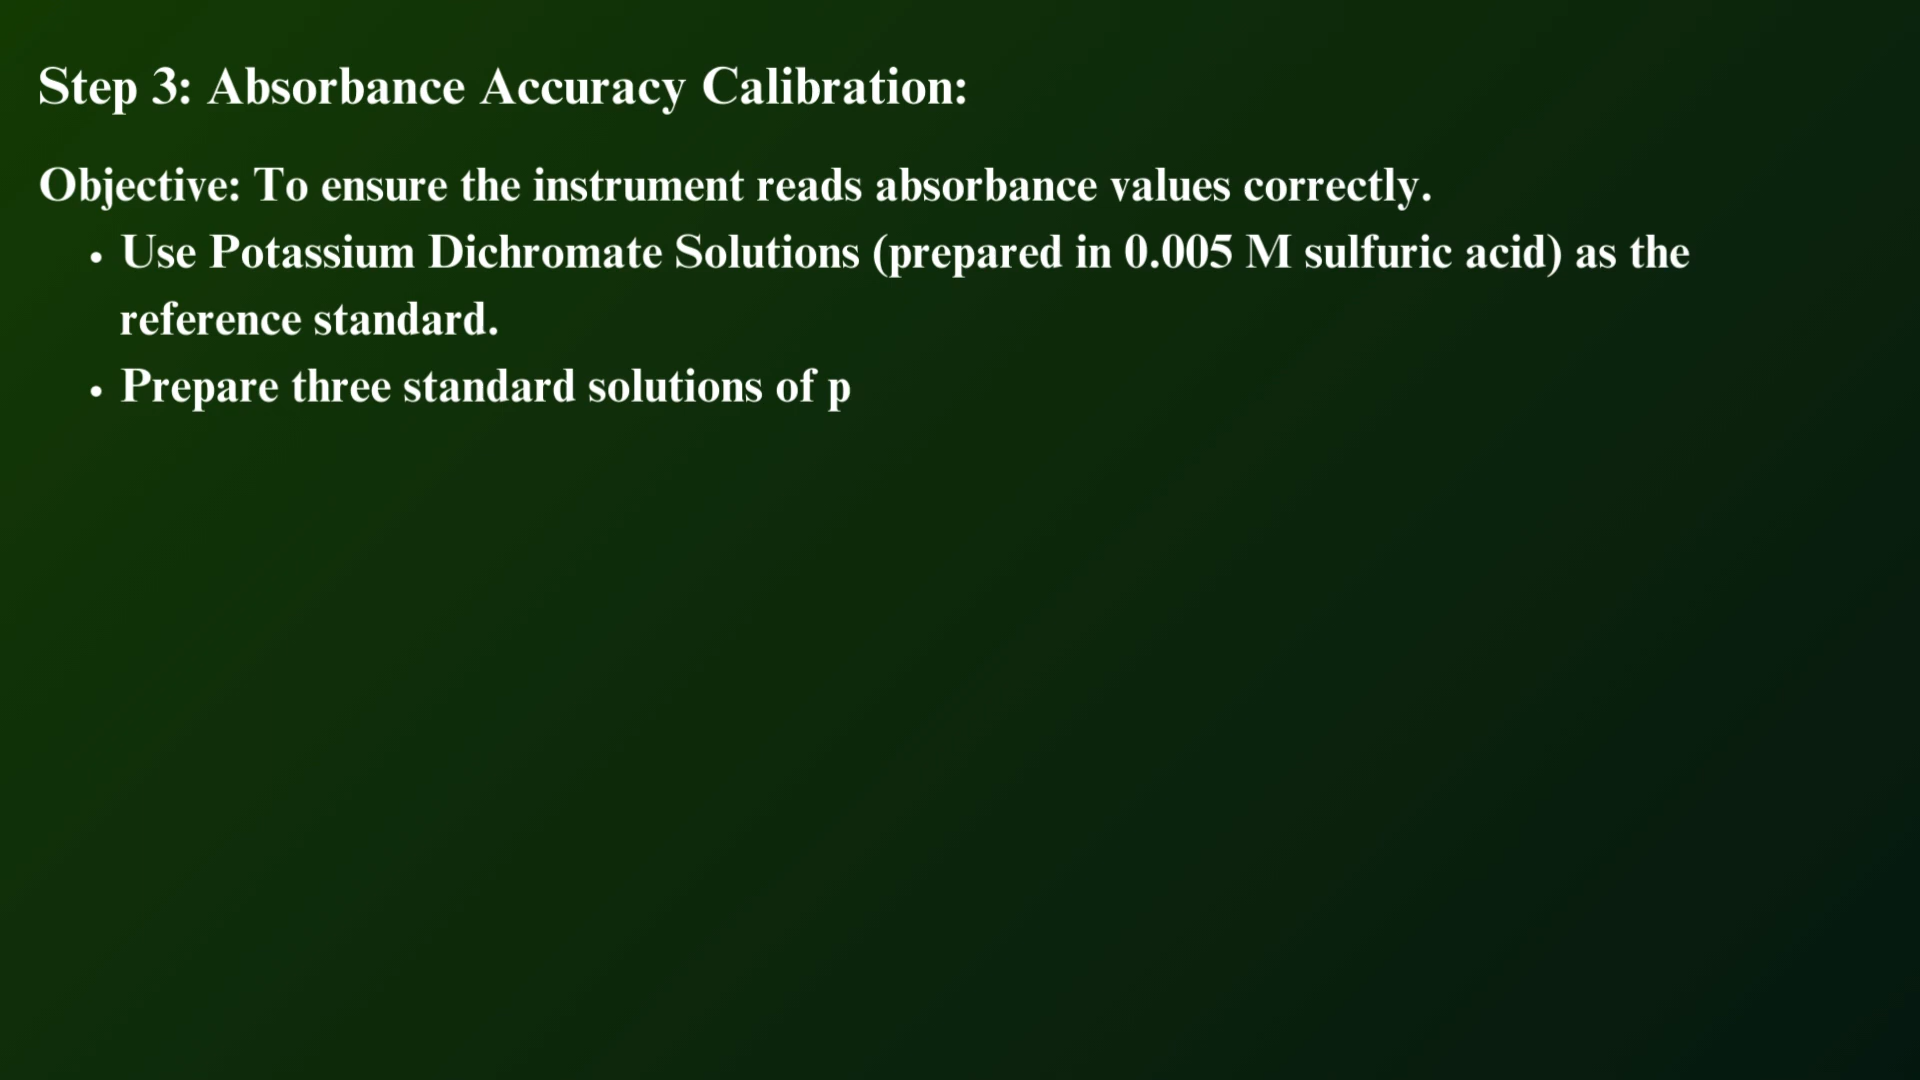 Step 3: Absorbance Accuracy Calibration:
Objective: To ensure the instrument reads absorbance values correctly.
• Use Potassium Dichromate Solutions (prepared in 0.005 M sulfuric acid) as the
reference standard.
• Prepare three standard solutions of p